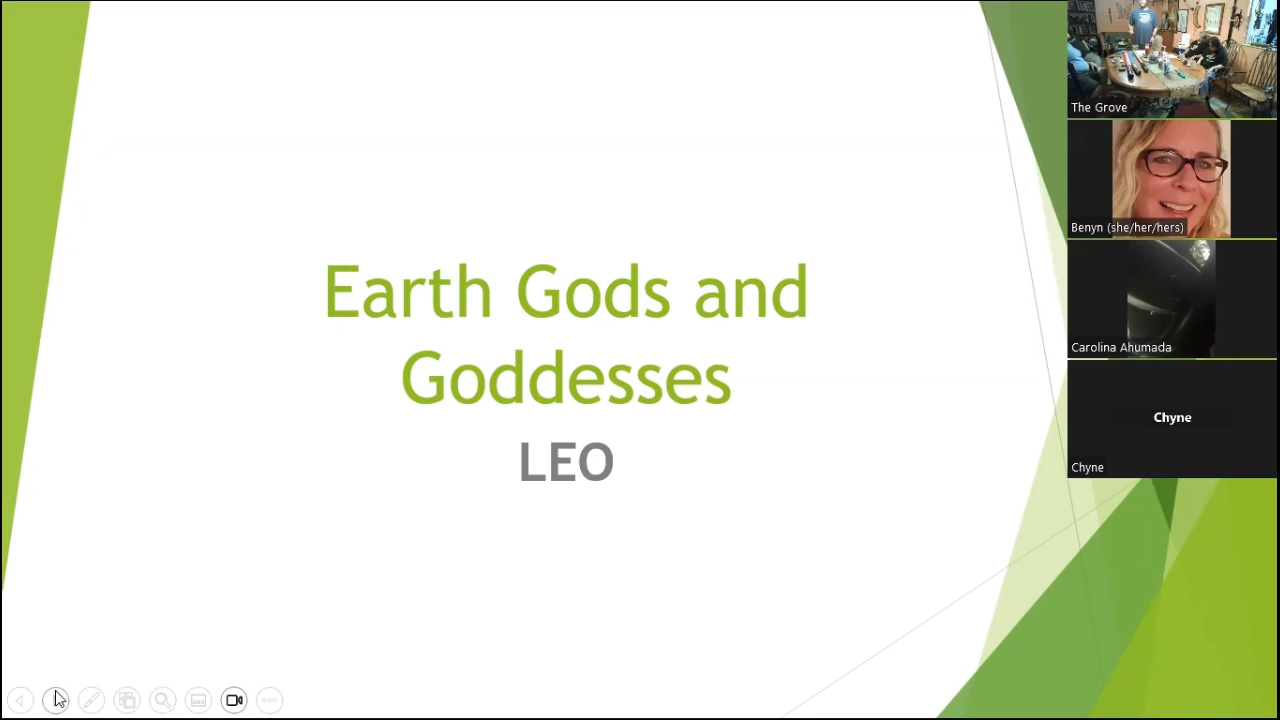 Earth Gods and
Goddesses
LEO
The Grove
Benyn (she/her/hers)
Carolina Ahumada
Chyne
Chyne